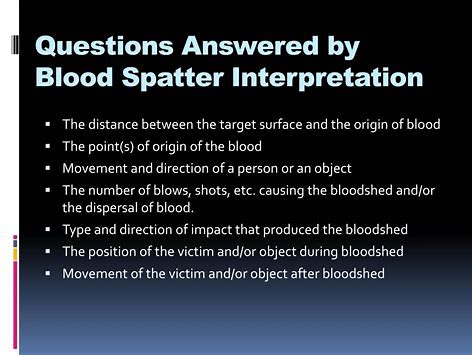 Questions Answered by
Blood Spatter Interpretation
▪ The distance between the target surface and the origin of blood
▪ The point(s) of origin of the blood
▪ Movement and direction of a person or an object
▪ The number of blows, shots, etc. causing the bloodshed and/or
the dispersal of blood.
▪ Type and direction of impact that produced the bloodshed
▪ The position of the victim and/or object during bloodshed
▪ Movement of the victim and/or object after bloodshed